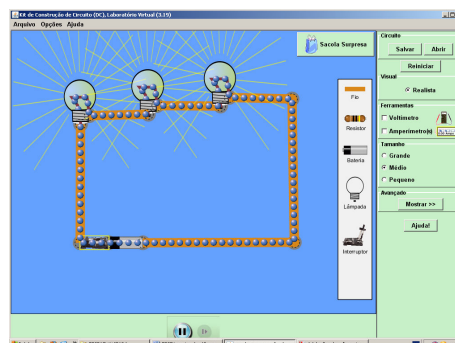 Kit de Construção de Circuito (DC), Laboratório Virtual (3.19)
Arquivo Opções Ajuda
Sacola Surpresa
Fio
Resistor
Bateria
Lâmpada
Interruptor
Circuito
Salvar Abrir
Reiniciar
Visual
Realista
Ferramentas
Voltímetro
Amperímetro(s)
Tamanho
Grande
Médio
Pequeno
Avançado
Mostrar >>
Ajuda!